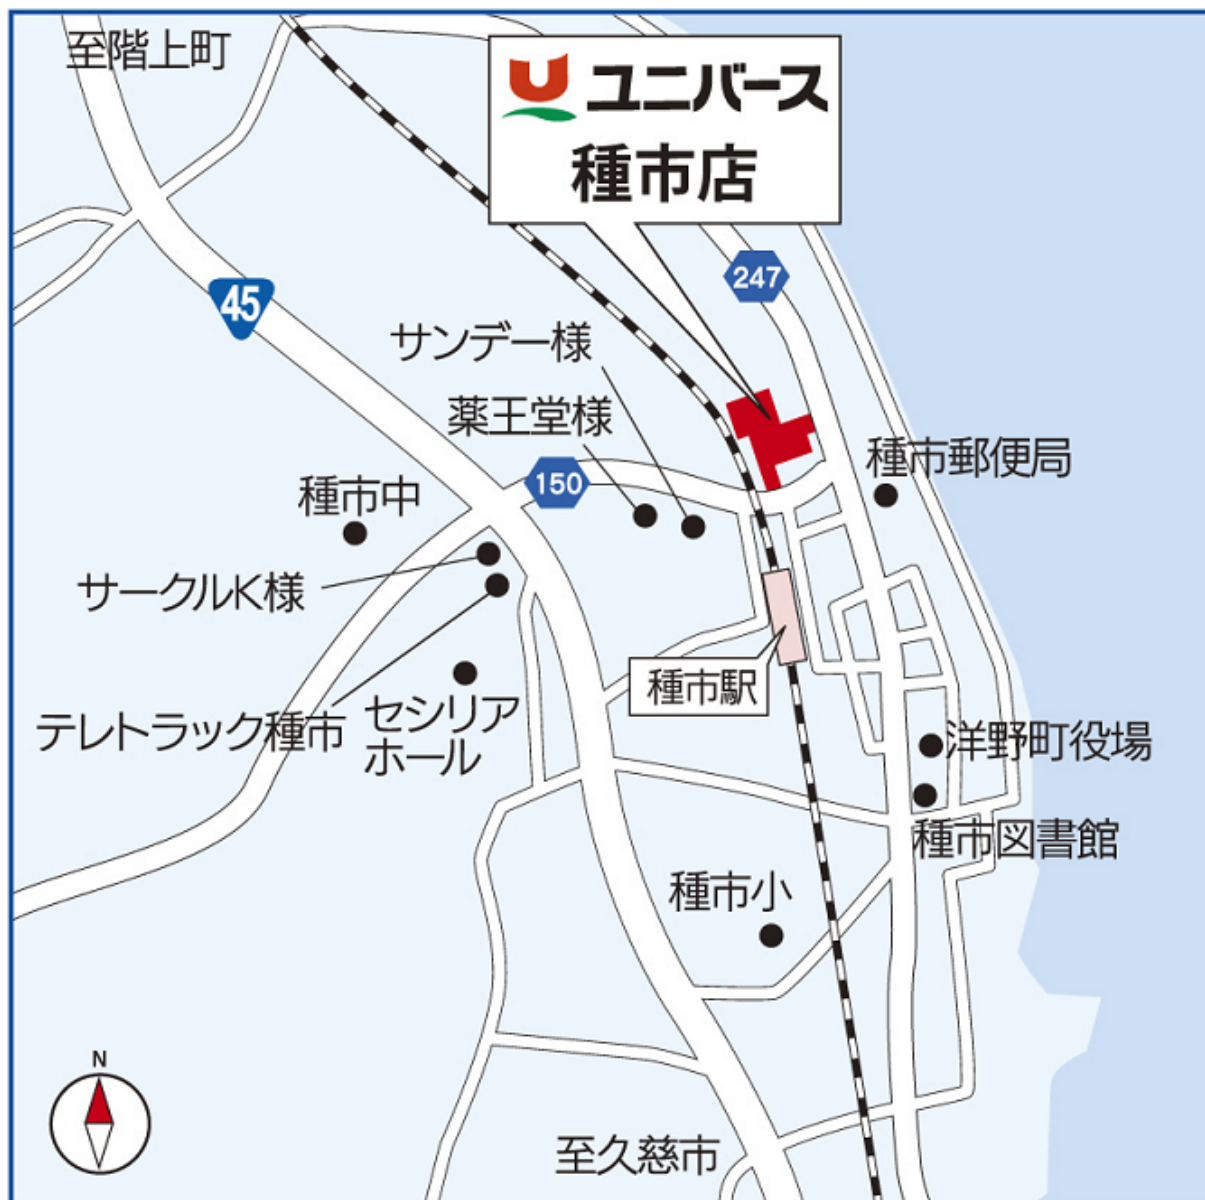 至階上町
ユニバース
種市店
247
45
サンデー様
薬王堂様
種市郵便局
150
種市中
サークルK様
種市駅
テレトラック種市
セシリア
ホール
洋野町役場
種市図書館
種市小
N
至久慈市